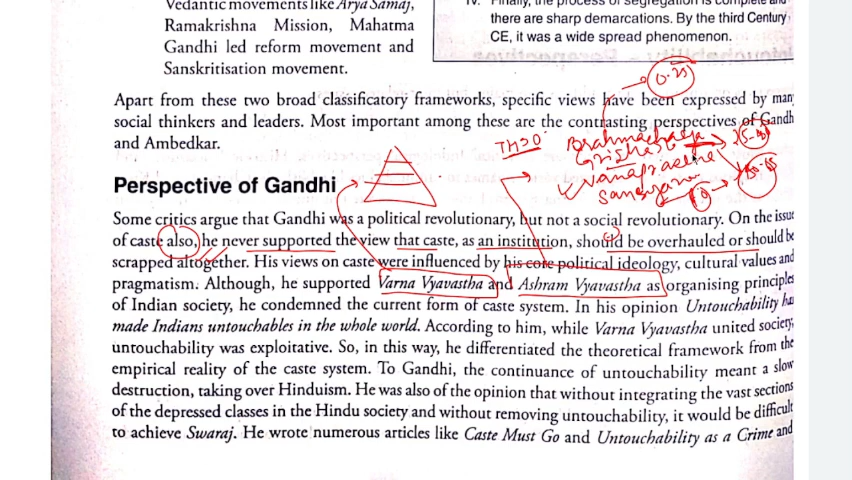 Vedantic movements like Arya Samaj,
Ramakrishna Mission, Mahatma
Gandhi led reform movement and
Sanskritisation movement.
IV. Finally, the process of segregation is complete and
there are sharp demarcations. By the third Century
CE, it was a wide spread phenomenon.
Apart from these two broad classificatory frameworks, specific views have been expressed by many
social thinkers and leaders. Most important among these are the contrasting perspectives of Gandh
and Ambedkar.
0-25
Brahmacharya
Vanaprastha
Perspective of Gandhi
Some critics argue that Gandhi was a political revolutionary, but not a social revolutionary. On the issue
of caste also, he never supported the view that caste, as an institution, should be overhauled or should be
scrapped altogether. His views on caste were influenced by his core political ideology, cultural values and
pragmatism. Although, he supported Varna Vyavastha and Ashram Vyavastha as organising principles
of Indian society, he condemned the current form of caste system. In his opinion Untouchability ha
made Indians untouchables in the whole world. According to him, while Varna Vyavastha united society,
untouchability was exploitative. So, in this way, he differentiated the theoretical framework from the
empirical reality of the caste system. To Gandhi, the continuance of untouchability meant a slow
destruction, taking over Hinduism. He was also of the opinion that without integrating the vast sections
of the depressed classes in the Hindu society and without removing untouchability, it would be difficult
to achieve Swaraj. He wrote numerous articles like Caste Must Go and Untouchability as a Crime and